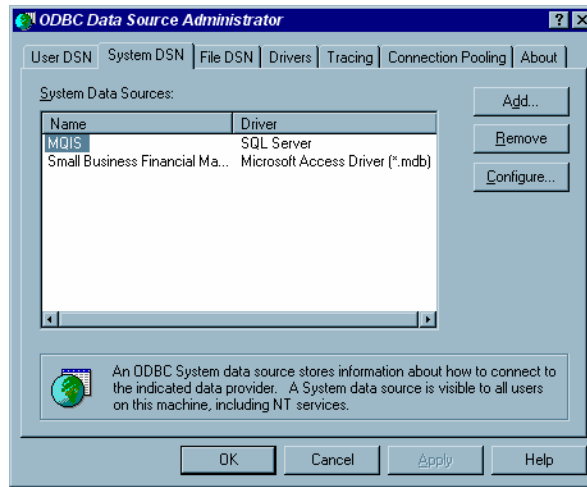 ODBC Data Source Administrator
User DSN System DSN File DSN Drivers Tracing Connection Pooling About
System Data Sources:
Name Driver
MQIS SQL Server
Small Business Financial Ma... Microsoft Access Driver (*.mdb)
Add...
Remove
Configure...
An ODBC System data source stores information about how to connect to
the indicated data provider. A System data source is visible to all users
on this machine, including NT services.
OK Cancel Apply Help